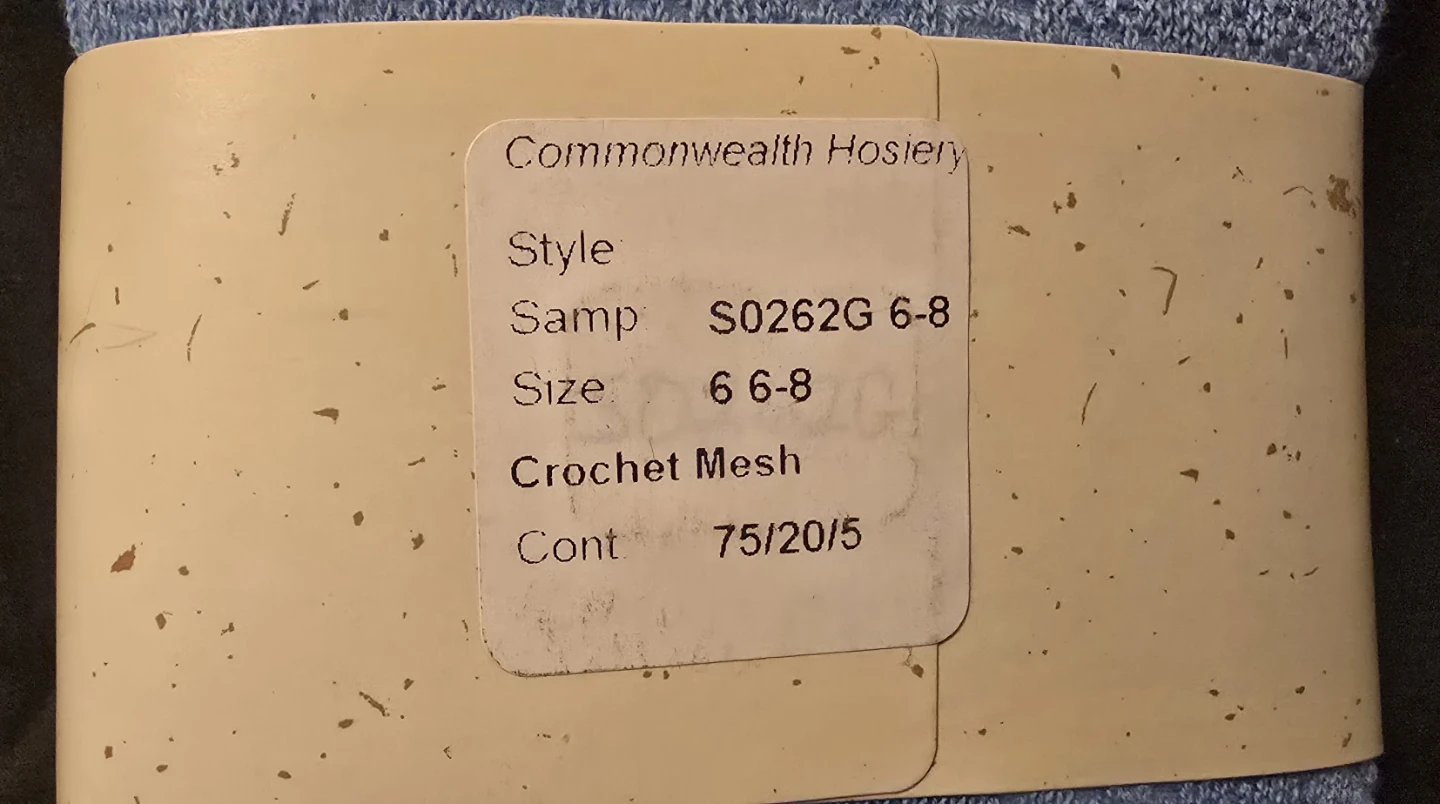 Commonwealth Hosiery
Style
Samp S0262G 6-8
Size 6 6-8
Crochet Mesh
Cont 75/20/5